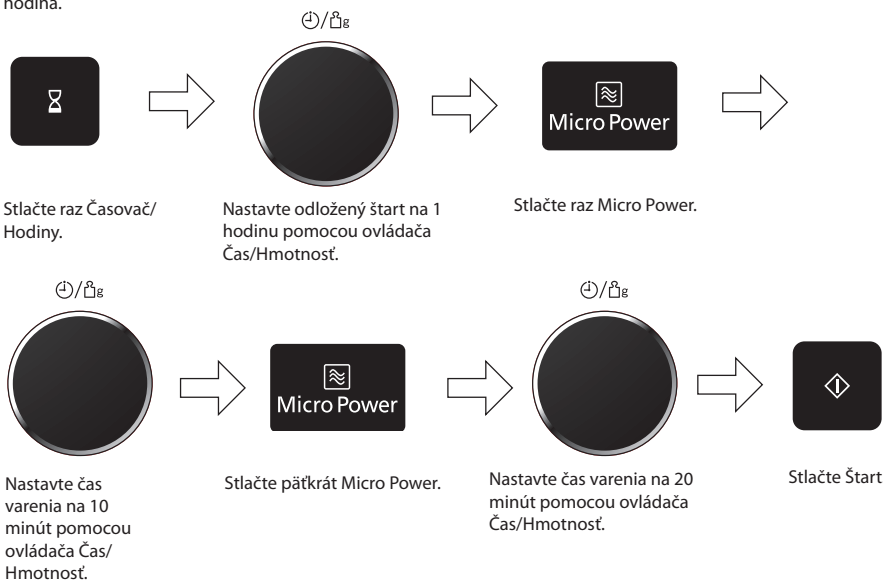 hodina.
g
Micro Power
Stlačte raz Časovač/
Hodiny.
Nastavte odložený štart na 1
hodinu pomocou ovládača
Čas/Hmotnosť.
Stlačte raz Micro Power.
g
g
Micro Power
Nastavte čas
varenia na 10
minút pomocou
ovládača Čas/
Hmotnosť.
Stlačte päťkrát Micro Power.
Nastavte čas varenia na 20
minút pomocou ovládača
Čas/Hmotnosť.
Stlačte Štart